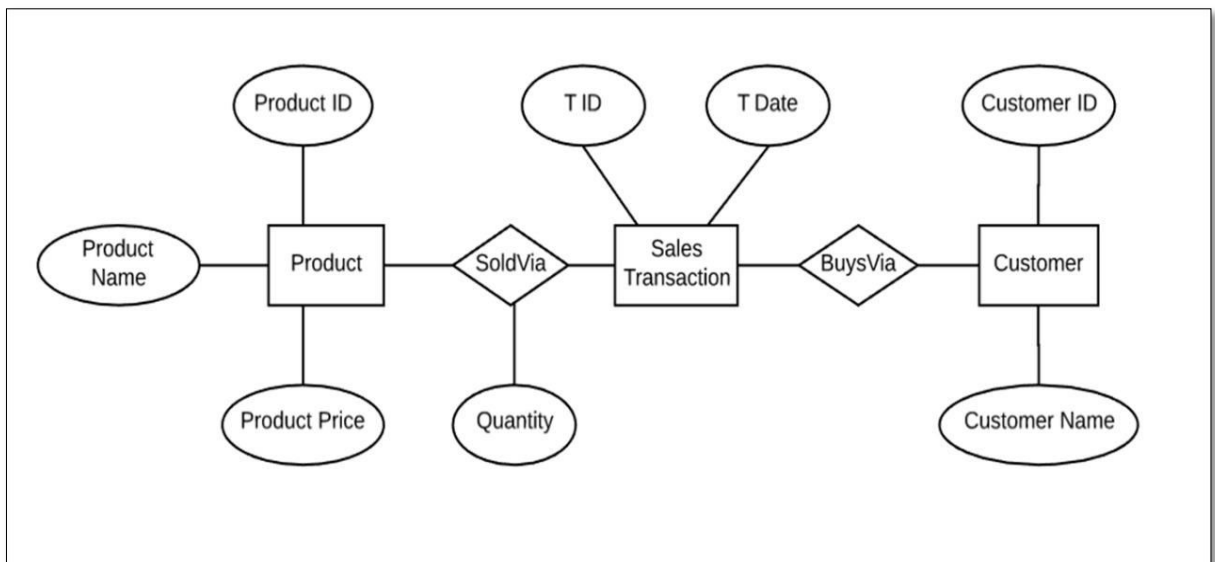 Product ID
T ID
T Date
Customer ID
Product
Name
Product
SoldVia
Sales
Transaction
BuysVia
Customer
Product Price
Quantity
Customer Name